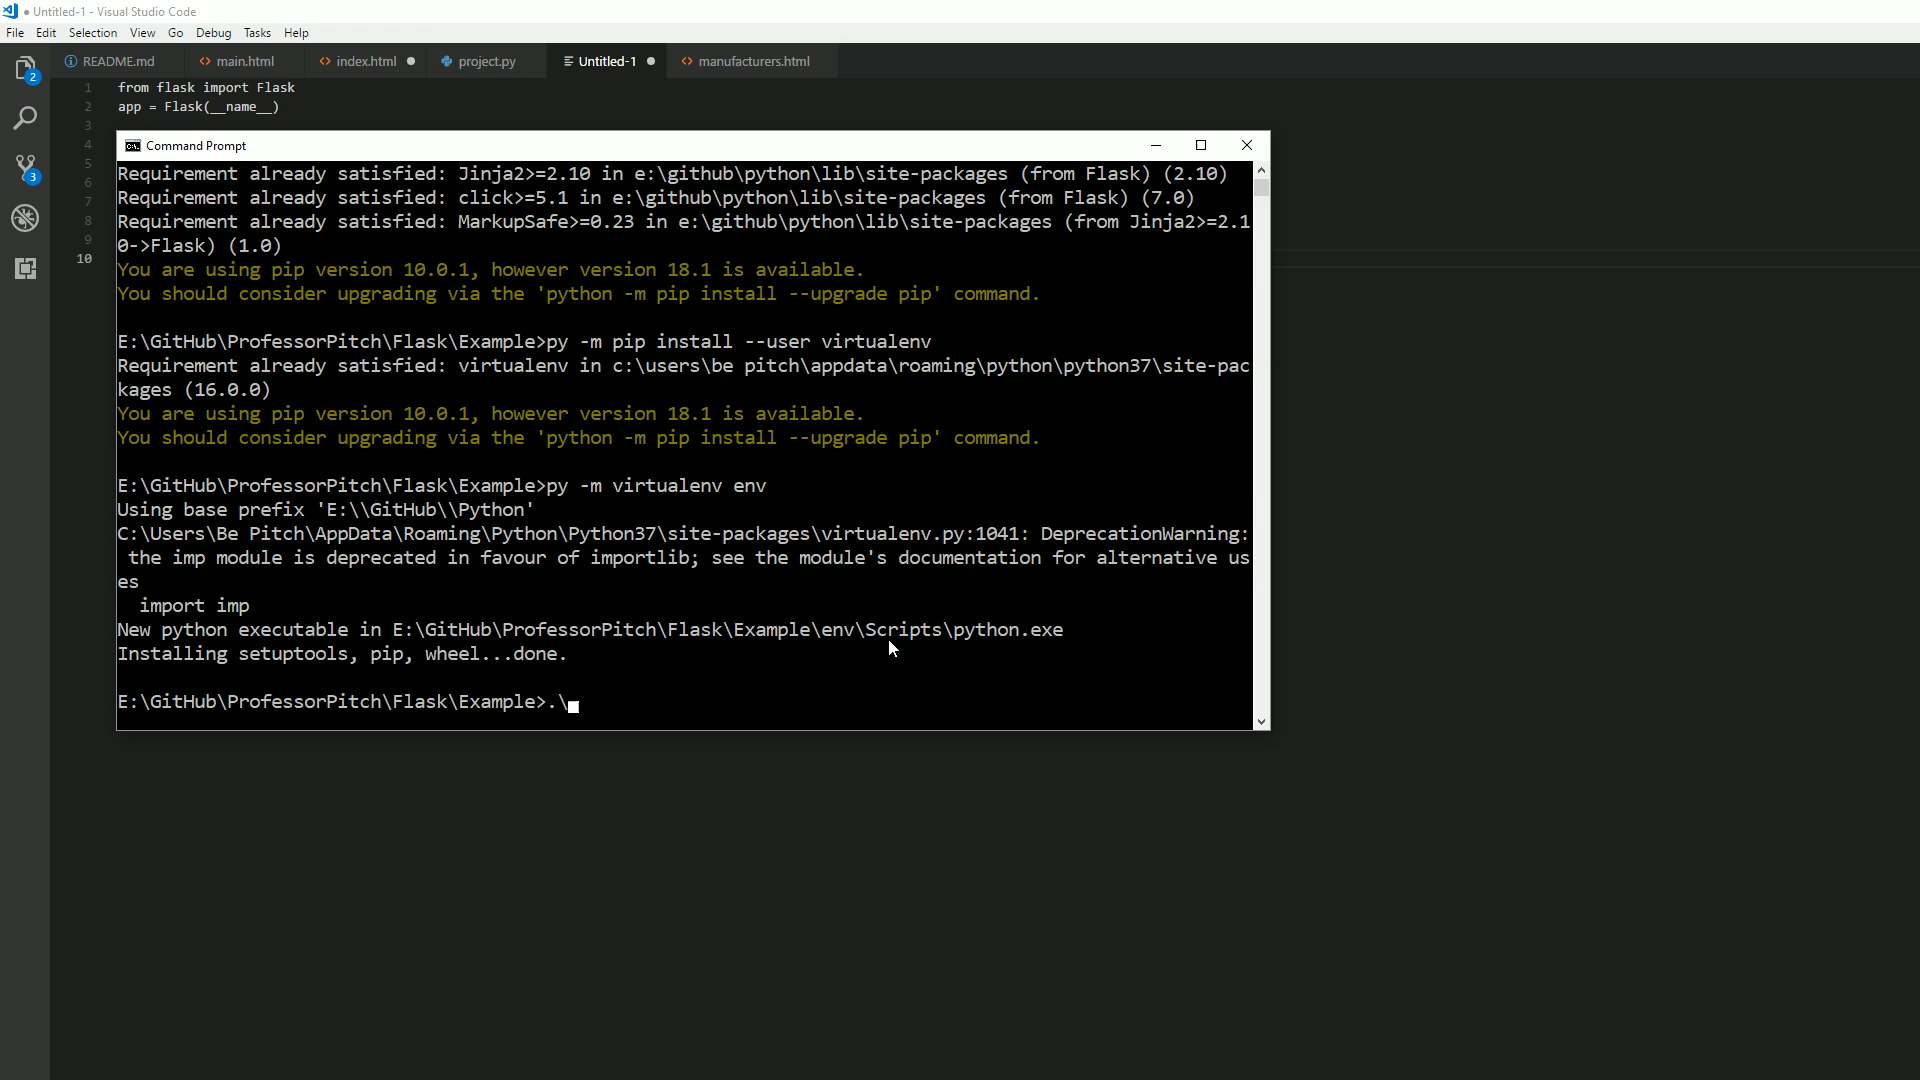 ● Untitled-1 - Visual Studio Code
File Edit Selection View Go Debug Tasks Help
README.md main.html index.html project.py Untitled-1 manufacturers.html
2
3
1 from flask import Flask
2 app = Flask(__name__)
3
4
5
6
7
8
9
10
Command Prompt
Requirement already satisfied: Jinja2>=2.10 in e:\github\python\lib\site-packages (from Flask) (2.10)
Requirement already satisfied: click>=5.1 in e:\github\python\lib\site-packages (from Flask) (7.0)
Requirement already satisfied: MarkupSafe>=0.23 in e:\github\python\lib\site-packages (from Jinja2>=2.1
0->Flask) (1.0)
You are using pip version 10.0.1, however version 18.1 is available.
You should consider upgrading via the 'python -m pip install --upgrade pip' command.
E:\GitHub\ProfessorPitch\Flask\Example>py -m pip install --user virtualenv
Requirement already satisfied: virtualenv in c:\users\be pitch\appdata\roaming\python\python37\site-pac
kages (16.0.0)
You are using pip version 10.0.1, however version 18.1 is available.
You should consider upgrading via the 'python -m pip install --upgrade pip' command.
E:\GitHub\ProfessorPitch\Flask\Example>py -m virtualenv env
Using base prefix 'E:\\GitHub\\Python'
C:\Users\Be Pitch\AppData\Roaming\Python\Python37\site-packages\virtualenv.py:1041: DeprecationWarning:
the imp module is deprecated in favour of importlib; see the module's documentation for alternative us
es
import imp
New python executable in E:\GitHub\ProfessorPitch\Flask\Example\env\Scripts\python.exe
Installing setuptools, pip, wheel...done.
E:\GitHub\ProfessorPitch\Flask\Example>.\